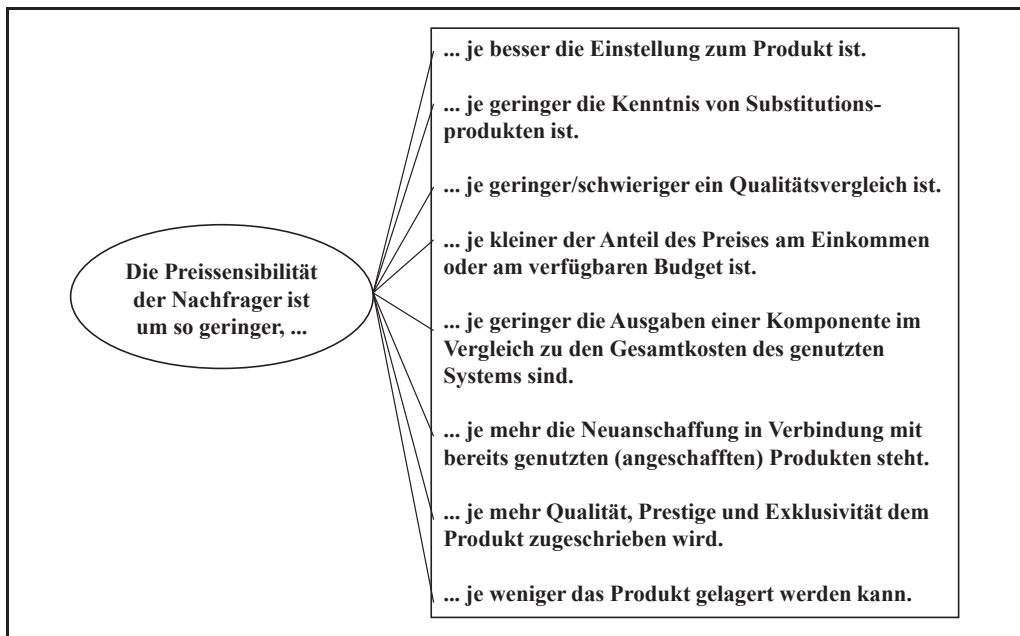 Die Preissensibilität
der Nachfrager ist
um so geringer, ...
... je besser die Einstellung zum Produkt ist.
... je geringer die Kenntnis von Substitutions-
produkten ist.
... je geringer/schwieriger ein Qualitätsvergleich ist.
... je kleiner der Anteil des Preises am Einkommen
oder am verfügbaren Budget ist.
... je geringer die Ausgaben einer Komponente im
Vergleich zu den Gesamtkosten des genutzten
Systems sind.
... je mehr die Neuanschaffung in Verbindung mit
bereits genutzten (angeschafften) Produkten steht.
... je mehr Qualität, Prestige und Exklusivität dem
Produkt zugeschrieben wird.
... je weniger das Produkt gelagert werden kann.